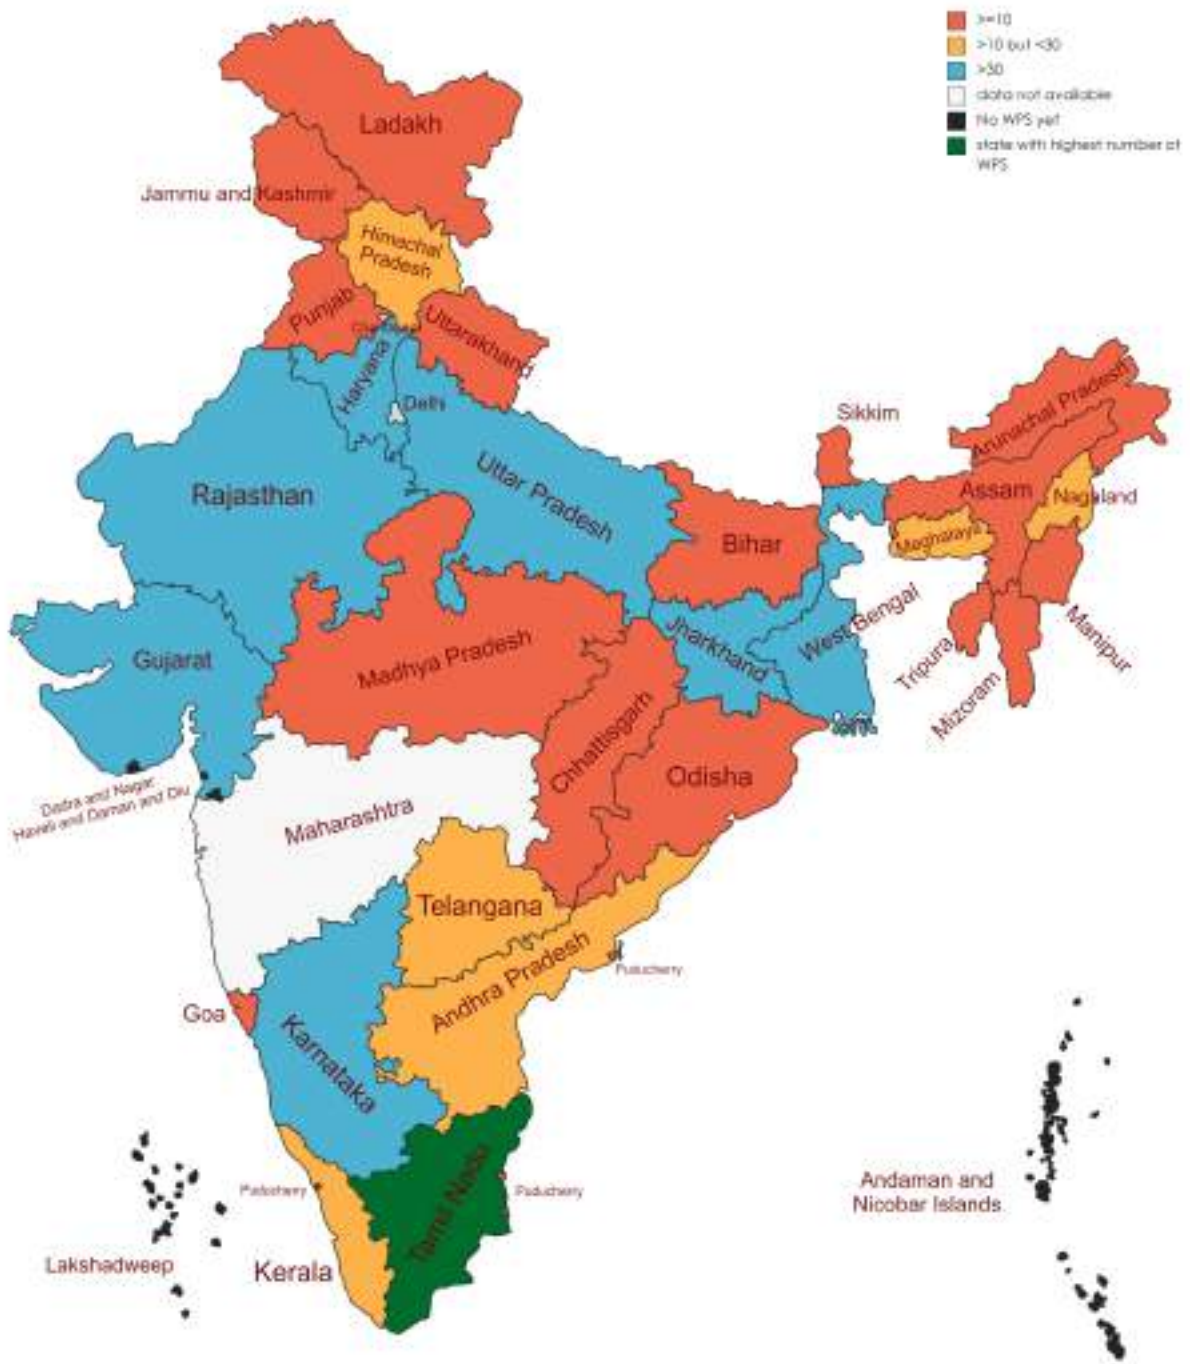 >=10
>10 but <30
>30
data not available
No WPS yet
state with highest number of
WPS
Ladakh
Jammu and Kashmir
Himachal
Pradesh
Punjab
Uttarakhand
Haryana
Delhi
Sikkim
Arunachal Pradesh
Rajasthan
Uttar Pradesh
Assam
Nagaland
Bihar
Meghalaya
Gujarat
Madhya Pradesh
Jharkhand
West Bengal
Tripura
Mizoram
Manipur
Chhattisgarh
Odisha
Dadra and Nagar
Haveli and Daman and Diu
Maharashtra
Telangana
Andhra Pradesh
Puducherry
Goa
Karnataka
Tamil Nadu
Puducherry
Puducherry
Andaman and
Nicobar Islands
Lakshadweep
Kerala